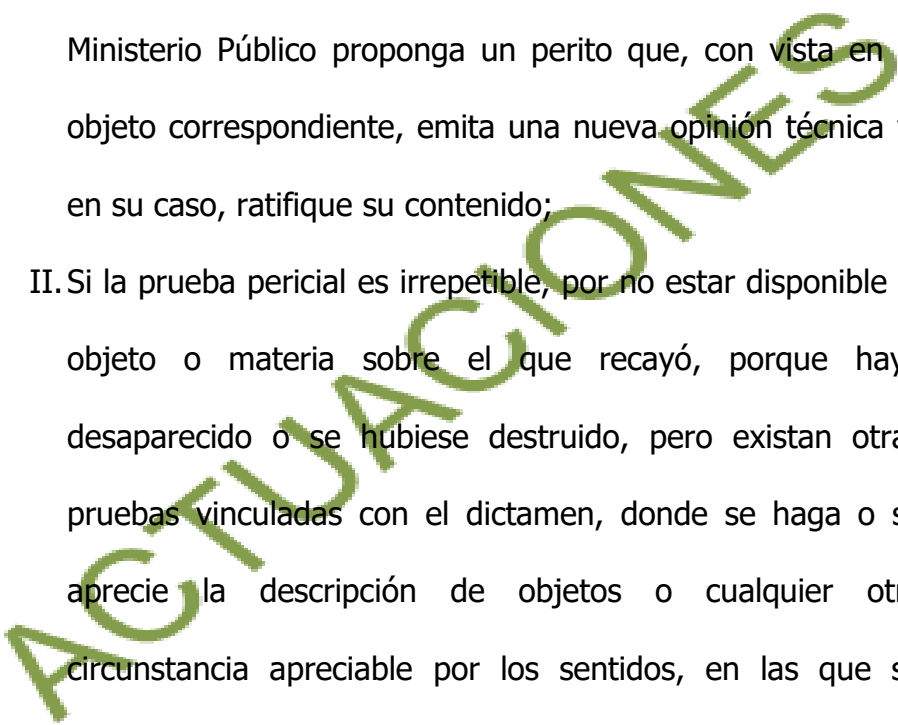 Ministerio Público proponga un perito que, con vista en
objeto correspondiente, emita una nueva opinión técnica
en su caso, ratifique su contenido;
II. Si la prueba pericial es irrepetible, por no estar disponible
objeto o materia sobre el que recayó, porque hay
desaparecido o se hubiese destruido, pero existan otra
pruebas vinculadas con el dictamen, donde se haga o s
aprecie la descripción de objetos o cualquier otr
circunstancia apreciable por los sentidos, en las que s
ACTUACIONES